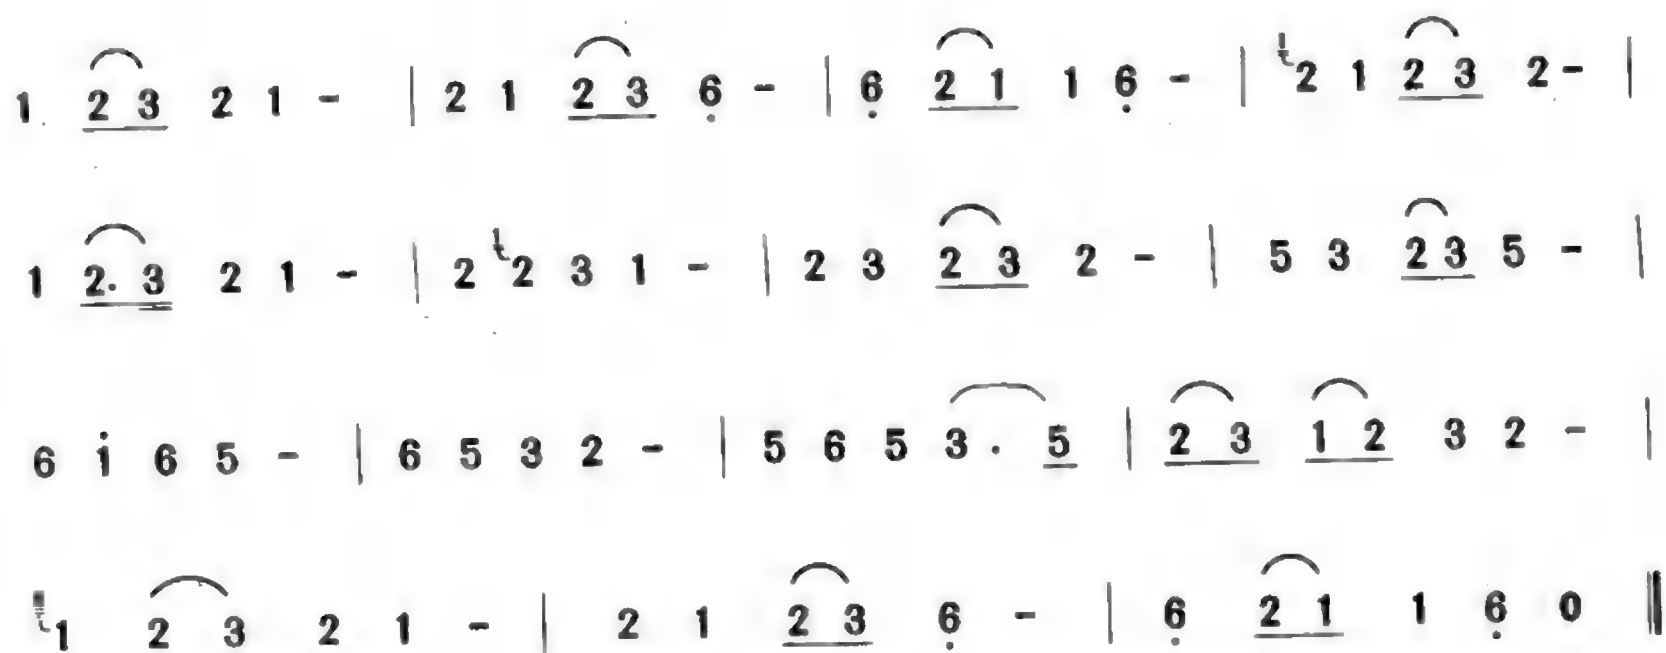 1 2 3 2 1 - | 2 1 2 3 6̣ - | 6̣ 2 1 1 6̣ - | 2 1 2 3 2 - |
1 2. 3 2 1 - | 2 2 3 1 - | 2 3 2 3 2 - | 5 3 2 3 5 - |
6 i 6 5 - | 6 5 3 2 - | 5 6 5 3 . 5 | 2 3 1 2 3 2 - |
1 2 3 2 1 - | 2 1 2 3 6̣ - | 6̣ 2 1 1 6̣ 0 ‖